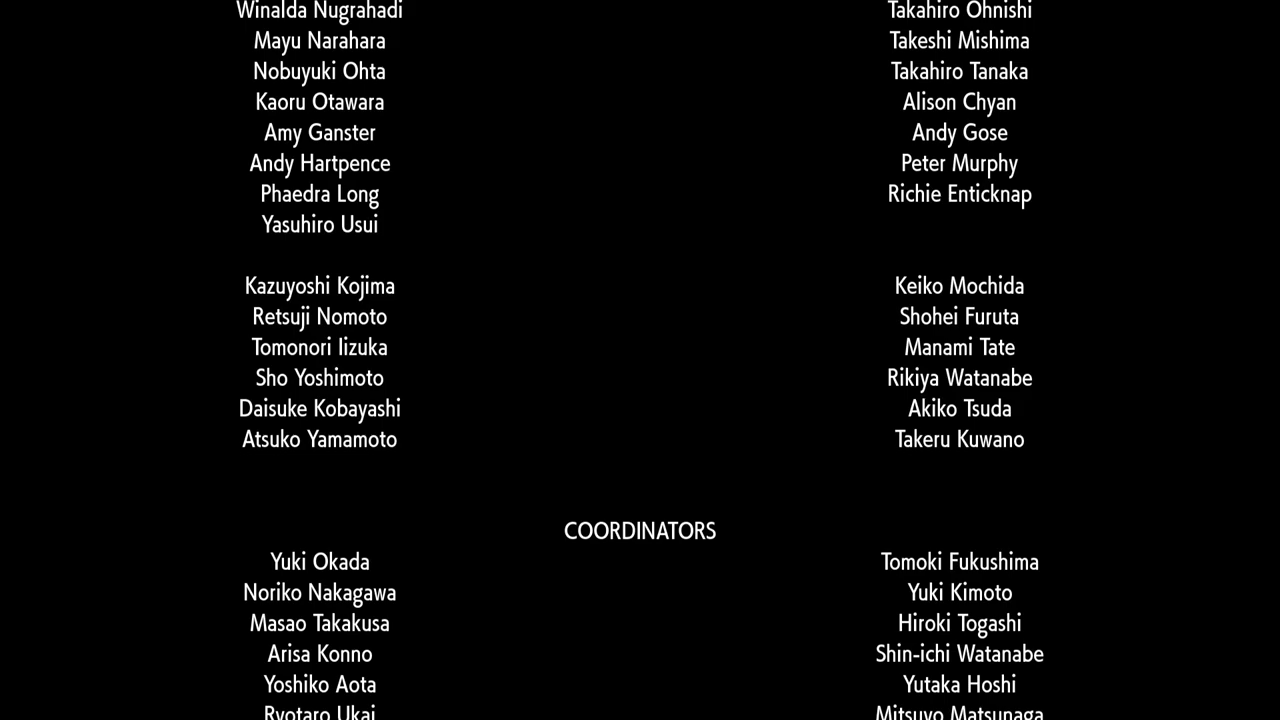 Winalda Nugrahadi Takahiro Ohnishi
Mayu Narahara Takeshi Mishima
Nobuyuki Ohta Takahiro Tanaka
Kaoru Otawara Alison Chyan
Amy Ganster Andy Gose
Andy Hartpence Peter Murphy
Phaedra Long Richie Enticknap
Yasuhiro Usui
Kazuyoshi Kojima Keiko Mochida
Retsuji Nomoto Shohei Furuta
Tomonori Iizuka Manami Tate
Sho Yoshimoto Rikiya Watanabe
Daisuke Kobayashi Akiko Tsuda
Atsuko Yamamoto Takeru Kuwano
COORDINATORS
Yuki Okada Tomoki Fukushima
Noriko Nakagawa Yuki Kimoto
Masao Takakusa Hiroki Togashi
Arisa Konno Shin-ichi Watanabe
Yoshiko Aota Yutaka Hoshi
Ryotaro Ukai Mitsuyo Matsunaga